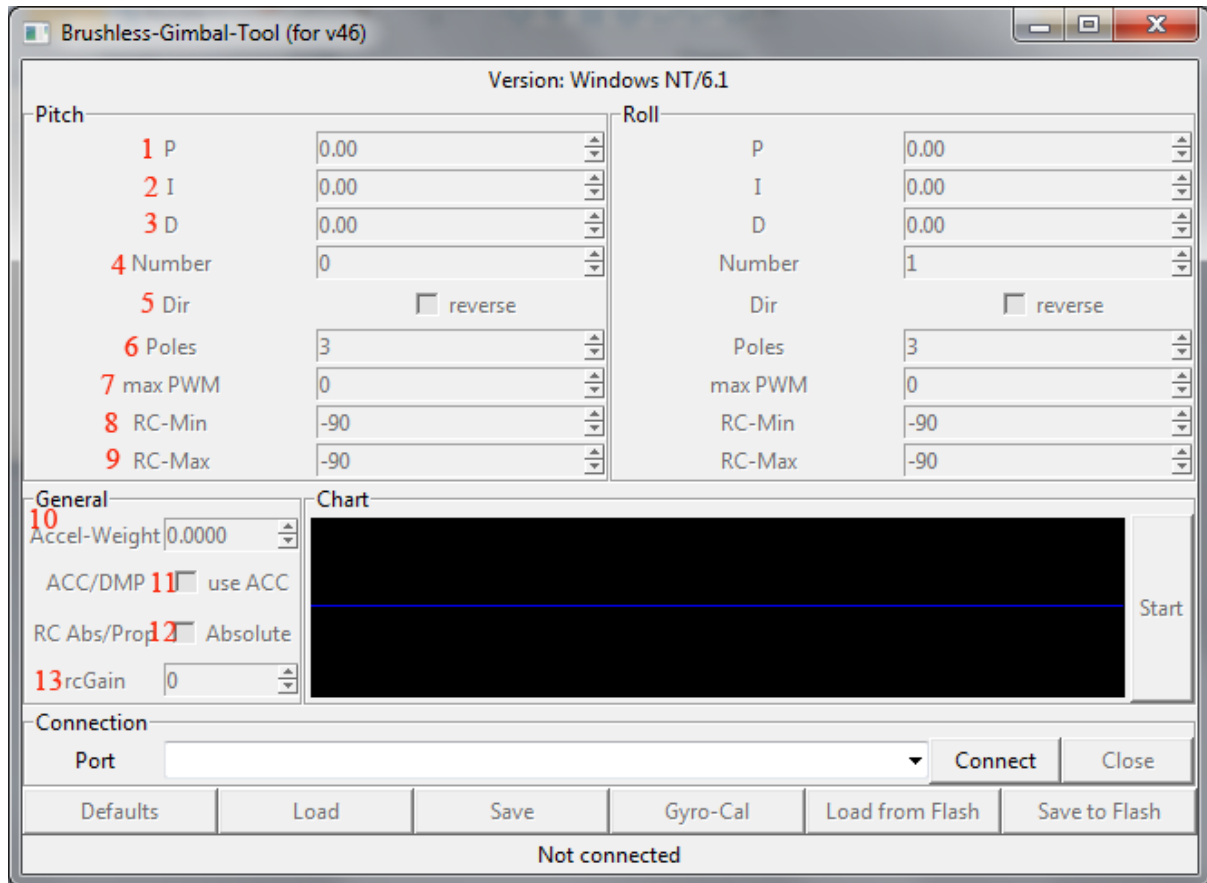 Brushless-Gimbal-Tool (for v46)
Version: Windows NT/6.1
Pitch
1 P 0.00
2 I 0.00
3 D 0.00
4 Number 0
5 Dir reverse
6 Poles 3
7 max PWM 0
8 RC-Min -90
9 RC-Max -90
Roll
P 0.00
I 0.00
D 0.00
Number 1
Dir reverse
Poles 3
max PWM 0
RC-Min -90
RC-Max -90
General
10
Accel-Weight 0.0000
ACC/DMP 11 use ACC
RC Abs/Prop 12 Absolute
13 rcGain 0
Chart
Start
Connection
Port Connect Close
Defaults Load Save Gyro-Cal Load from Flash Save to Flash
Not connected